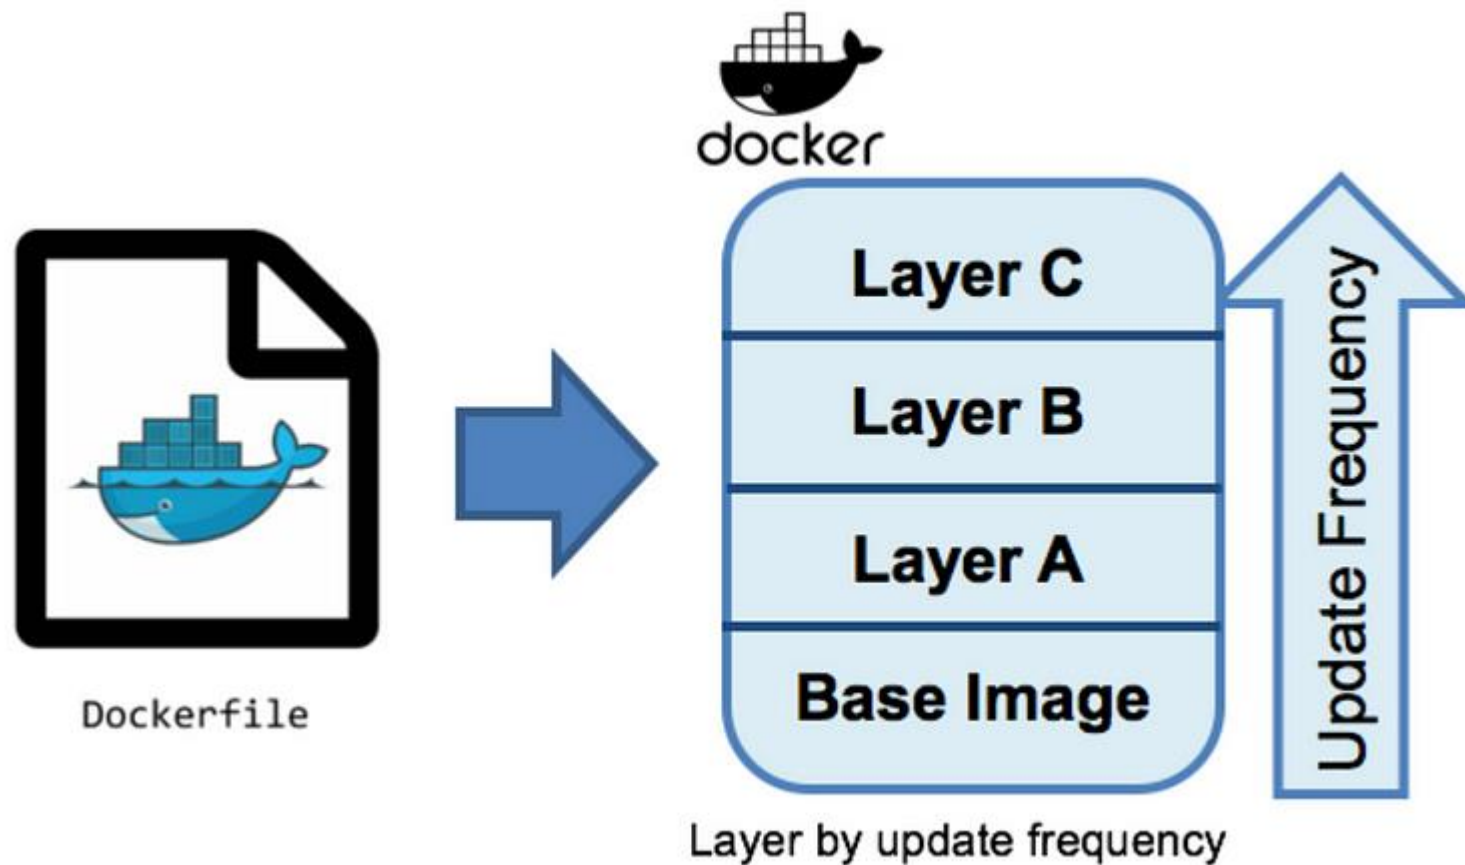 docker
Layer C
Layer B
Layer A
Base Image
Update Frequency
Dockerfile
Layer by update frequency